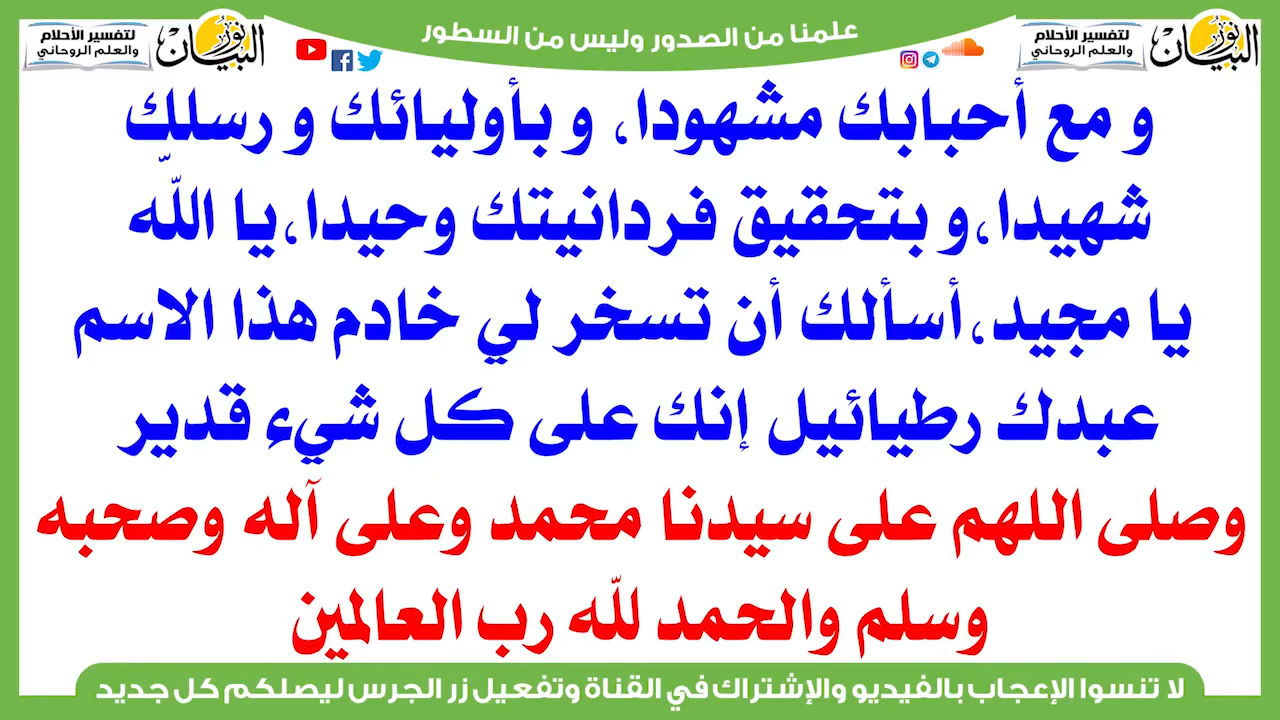 علمنا من الصدور وليس من السطور
نور البيان
لتفسير الأحلام
والعلم الروحاني
نور البيان
لتفسير الأحلام
والعلم الروحاني
و مع أحبابك مشهودا، و بأوليائك و رسلك
شهيدا،و بتحقيق فردانيتك وحيدا،يا اللّه
يا مجيد،أسألك أن تسخر لي خادم هذا الاسم
عبدك رطيائيل إنك على كل شيء قدير
وصلى اللهم على سيدنا محمد وعلى آله وصحبه
وسلم والحمد للّه رب العالمين
لا تنسوا الإعجاب بالفيديو والإشتراك في القناة وتفعيل زر الجرس ليصلكم كل جديد